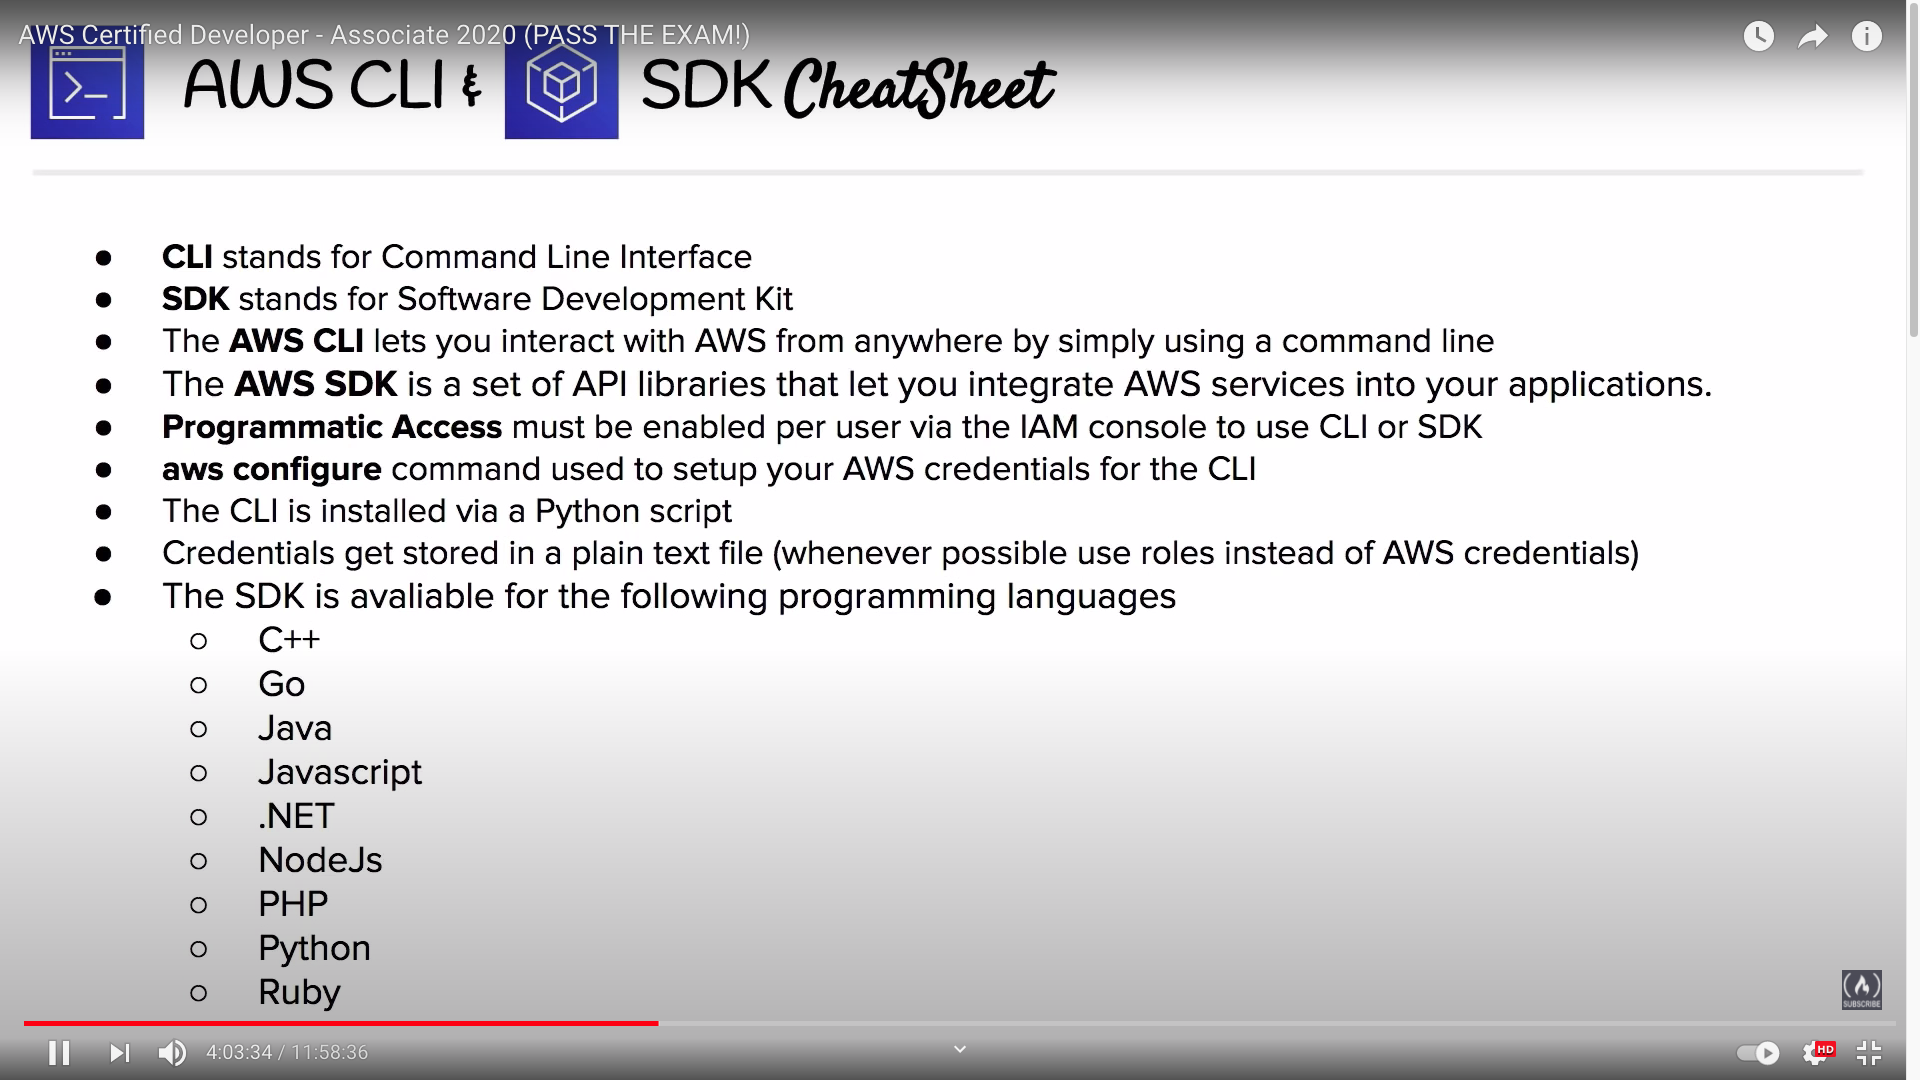 AWS Certified Developer - Associate 2020 (PASS THE EXAM!)
AWS CLI & SDK CheatSheet
● CLI stands for Command Line Interface
● SDK stands for Software Development Kit
● The AWS CLI lets you interact with AWS from anywhere by simply using a command line
● The AWS SDK is a set of API libraries that let you integrate AWS services into your applications.
● Programmatic Access must be enabled per user via the IAM console to use CLI or SDK
● aws configure command used to setup your AWS credentials for the CLI
● The CLI is installed via a Python script
● Credentials get stored in a plain text file (whenever possible use roles instead of AWS credentials)
● The SDK is avaliable for the following programming languages
○ C++
○ Go
○ Java
○ Javascript
○ .NET
○ NodeJs
○ PHP
○ Python
○ Ruby
SUBSCRIBE
4:03:34 / 11:58:36
HD